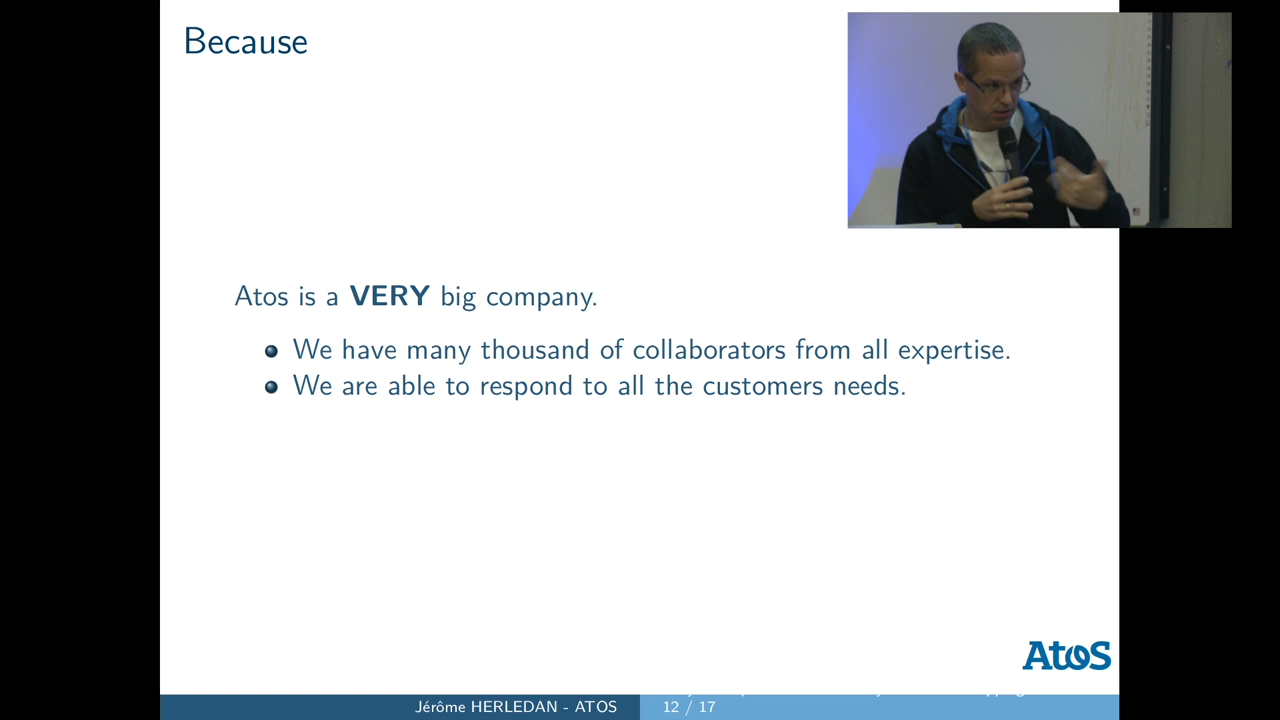 Because
Atos is a VERY big company.
We have many thousand of collaborators from all expertise.
We are able to respond to all the customers needs.
AtoS
Jérôme HERLEDAN - ATOS
12 / 17